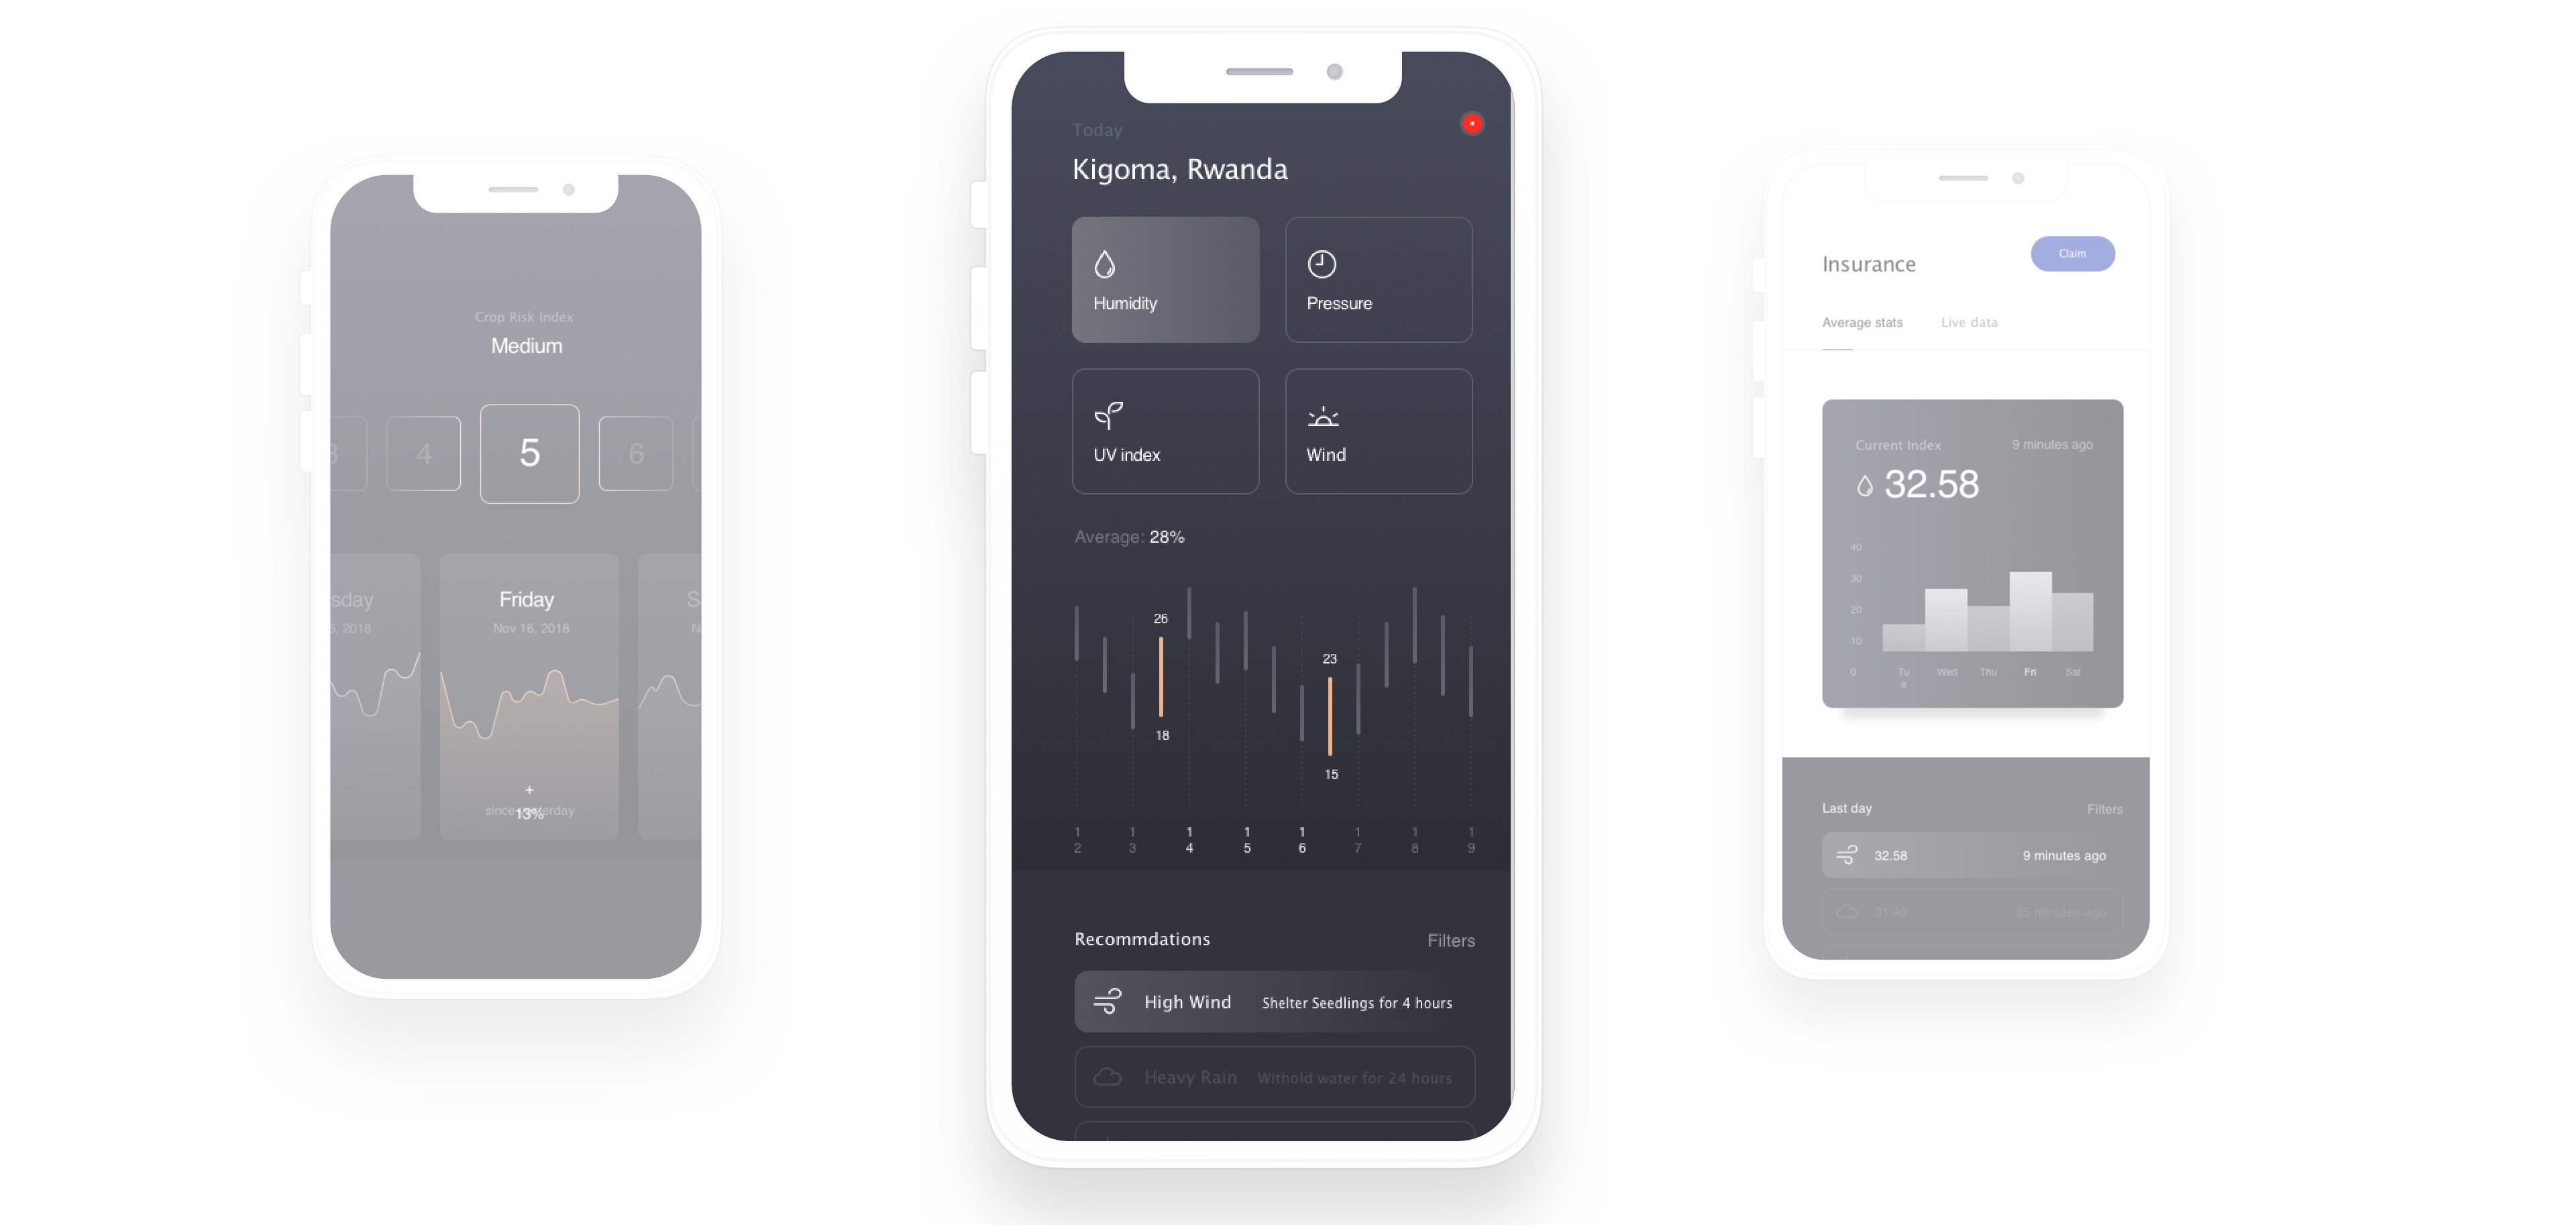 Crop Risk Index
Medium
3
4
5
6
sday
5, 2018
Friday
Nov 16, 2018
S
N
+
since yesterday
13%
Today
Kigoma, Rwanda
Humidity
Pressure
UV index
Wind
Average: 28%
26
18
23
15
12
13
14
15
16
17
18
19
Recommdations
Filters
High Wind
Shelter Seedlings for 4 hours
Heavy Rain
Withold water for 24 hours
Insurance
Claim
Average stats
Live data
Current Index
9 minutes ago
32.58
40
30
20
10
0
Tue
Wed
Thu
Fri
Sat
Last day
Filters
32.58
9 minutes ago
31.40
35 minutes ago